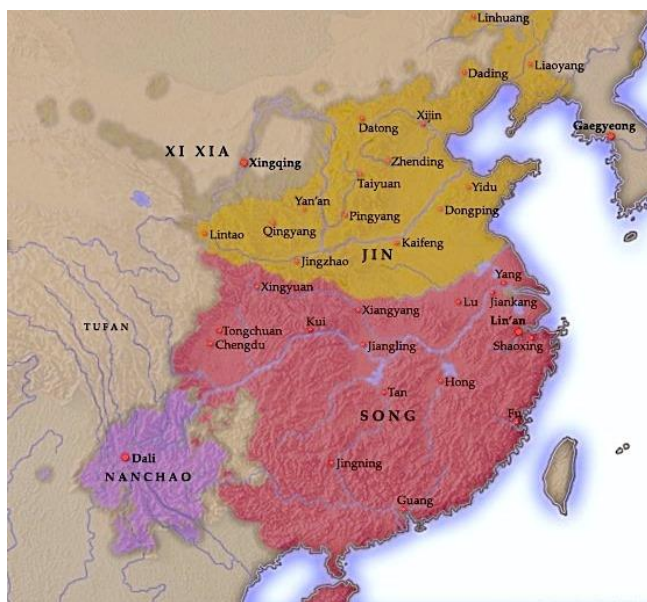 Linhuang
Liaoyang
Dading
Xijin
Datong
Gaegyeong
XI XIA
Xingqing
Zhending
Taiyuan
Yidu
Yan'an
Pingyang
Dongping
Lintao
Qingyang
Kaifeng
JIN
Jingzhao
Yang
Xingyuan
Lu
Jiankang
Xiangyang
Lin'an
TUFAN
Tongchuan
Kui
Chengdu
Jiangling
Shaoxing
Hong
Tan
SONG
Fu
Dali
Jingning
NANCHAO
Guang